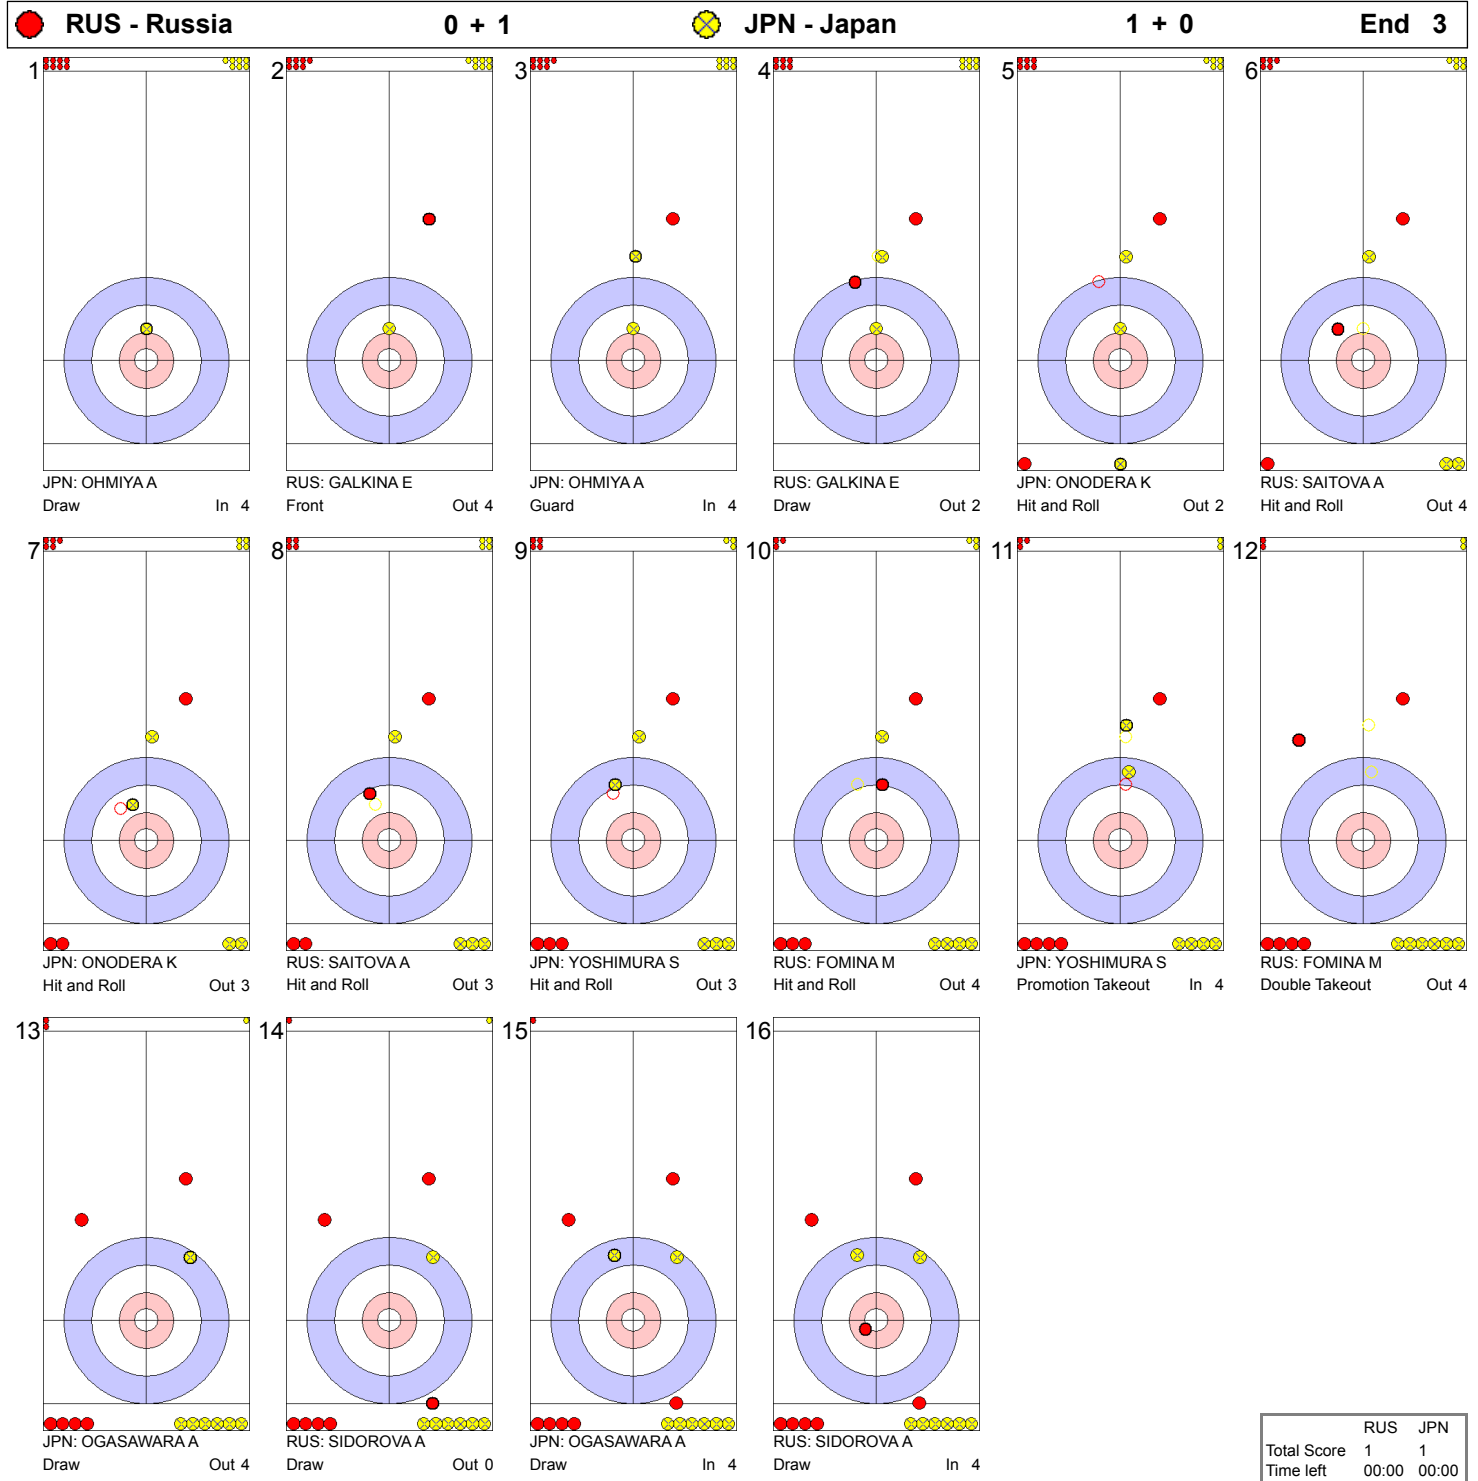 RUS - Russia 0 + 1 JPN - Japan 1 + 0 End 3
1 2 3 4 5 6
JPN: OHMIYA A RUS: GALKINA E JPN: OHMIYA A RUS: GALKINA E JPN: ONODERA K RUS: SAITOVA A
Draw In 4 Front Out 4 Guard In 4 Draw Out 2 Hit and Roll Out 2 Hit and Roll Out 4
7 8 9 10 11 12
JPN: ONODERA K RUS: SAITOVA A JPN: YOSHIMURA S RUS: FOMINA M JPN: YOSHIMURA S RUS: FOMINA M
Hit and Roll Out 3 Hit and Roll Out 3 Hit and Roll Out 3 Hit and Roll Out 4 Promotion Takeout In 4 Double Takeout Out 4
13 14 15 16
JPN: OGASAWARA A RUS: SIDOROVA A JPN: OGASAWARA A RUS: SIDOROVA A
Draw Out 4 Draw Out 0 Draw In 4 Draw In 4
RUS JPN
Total Score 1 1
Time left 00:00 00:00